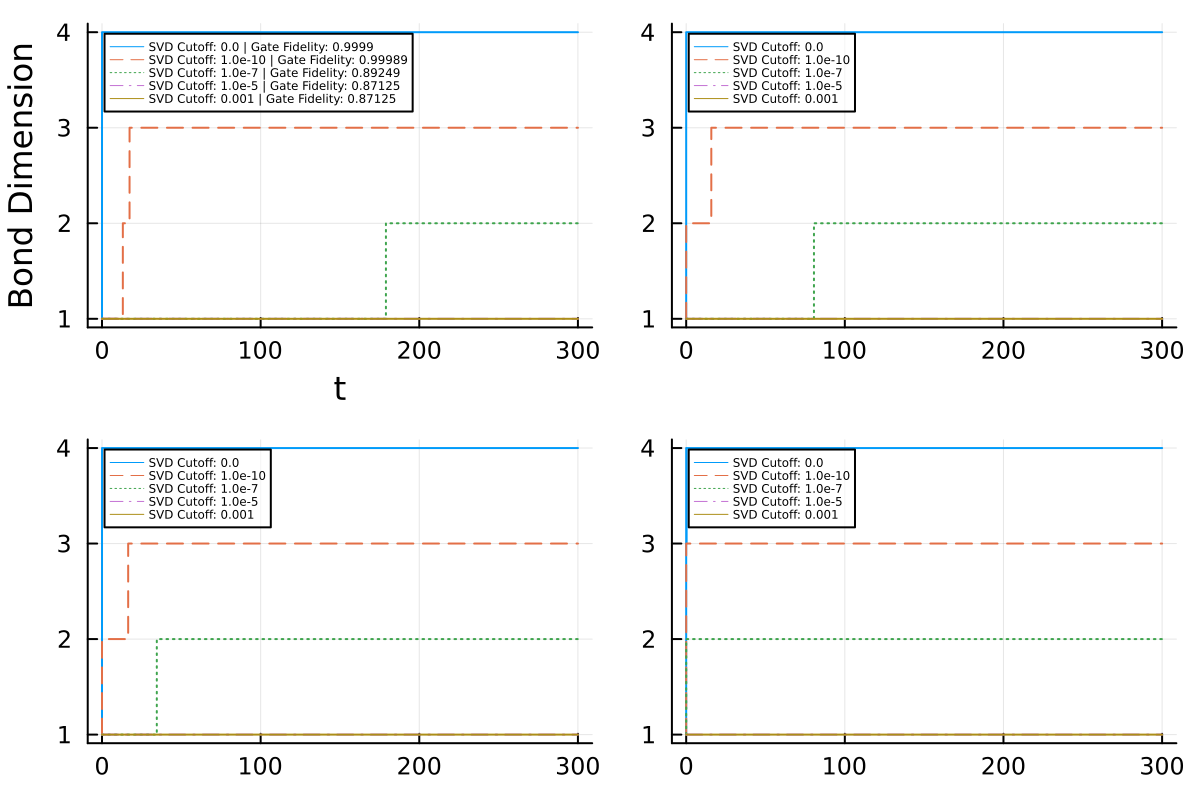 Bond Dimension
4
3
2
1
SVD Cutoff: 0.0 | Gate Fidelity: 0.9999
SVD Cutoff: 1.0e-10 | Gate Fidelity: 0.99989
SVD Cutoff: 1.0e-7 | Gate Fidelity: 0.89249
SVD Cutoff: 1.0e-5 | Gate Fidelity: 0.87125
SVD Cutoff: 0.001 | Gate Fidelity: 0.87125
0 100 200 300
t
4
3
2
1
SVD Cutoff: 0.0
SVD Cutoff: 1.0e-10
SVD Cutoff: 1.0e-7
SVD Cutoff: 1.0e-5
SVD Cutoff: 0.001
0 100 200 300
4
3
2
1
SVD Cutoff: 0.0
SVD Cutoff: 1.0e-10
SVD Cutoff: 1.0e-7
SVD Cutoff: 1.0e-5
SVD Cutoff: 0.001
0 100 200 300
4
3
2
1
SVD Cutoff: 0.0
SVD Cutoff: 1.0e-10
SVD Cutoff: 1.0e-7
SVD Cutoff: 1.0e-5
SVD Cutoff: 0.001
0 100 200 300